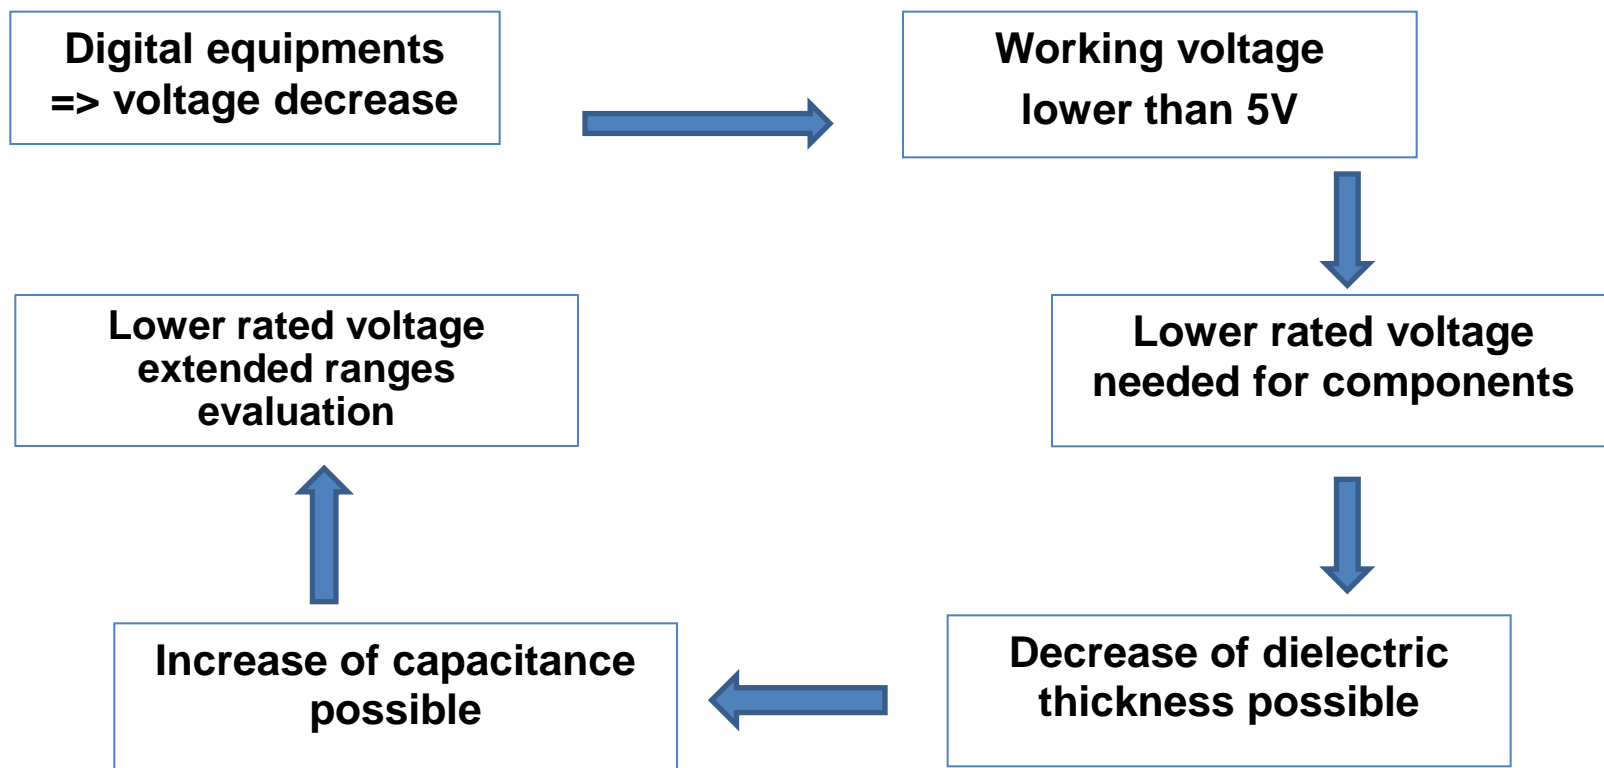 Digital equipments
=> voltage decrease
Working voltage
lower than 5V
Lower rated voltage
needed for components
Decrease of dielectric
thickness possible
Increase of capacitance
possible
Lower rated voltage
extended ranges
evaluation